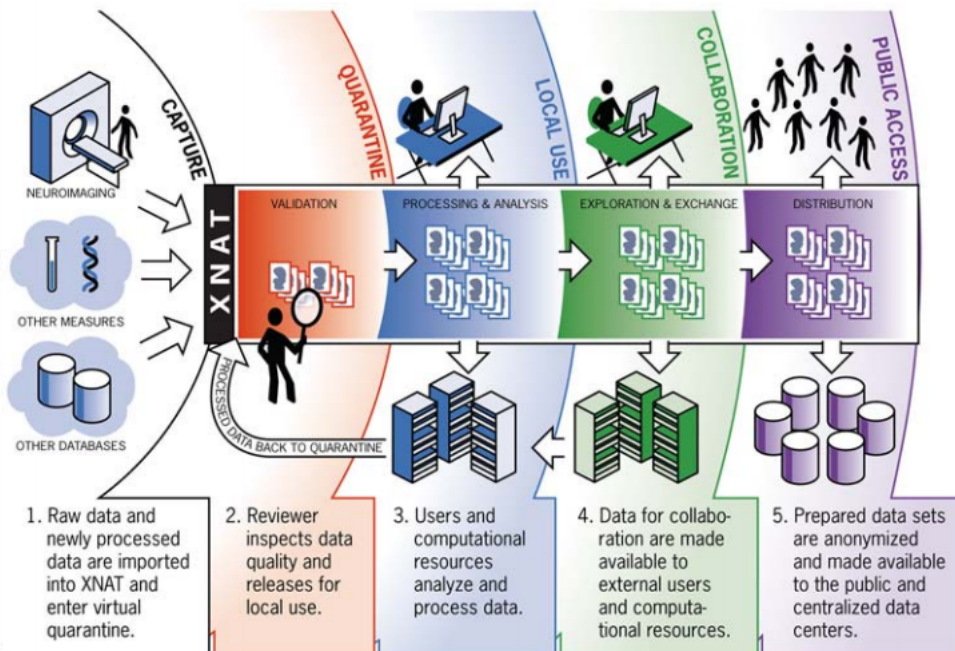 CAPTURE
QUARANTINE
LOCAL USE
COLLABORATION
PUBLIC ACCESS
NEUROIMAGING
OTHER MEASURES
OTHER DATABASES
XNAT
VALIDATION
PROCESSING & ANALYSIS
EXPLORATION & EXCHANGE
DISTRIBUTION
PROCESSED DATA BACK TO QUARANTINE
1. Raw data and
newly processed
data are imported
into XNAT and
enter virtual
quarantine.
2. Reviewer
inspects data
quality and
releases for
local use.
3. Users and
computational
resources
analyze and
process data.
4. Data for collabo-
ration are made
available to
external users
and computa-
tional resources.
5. Prepared data sets
are anonymized
and made available
to the public and
centralized data
centers.